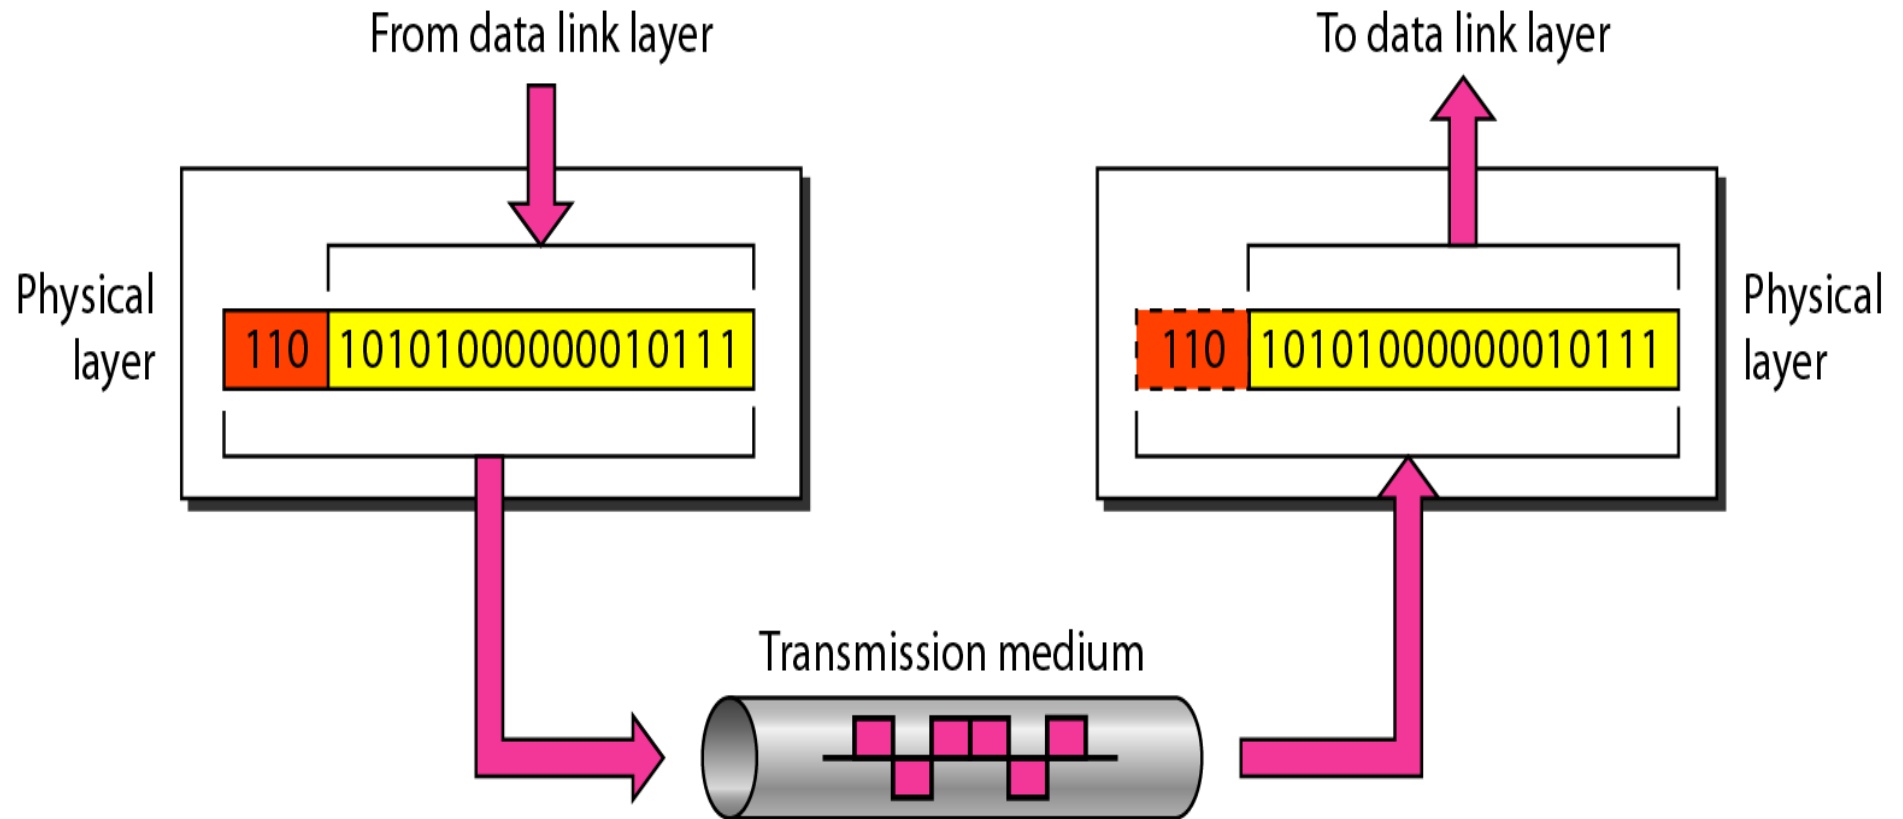 From data link layer
To data link layer
Physical
layer
110 10101000000010111
110 10101000000010111
Physical
layer
Transmission medium